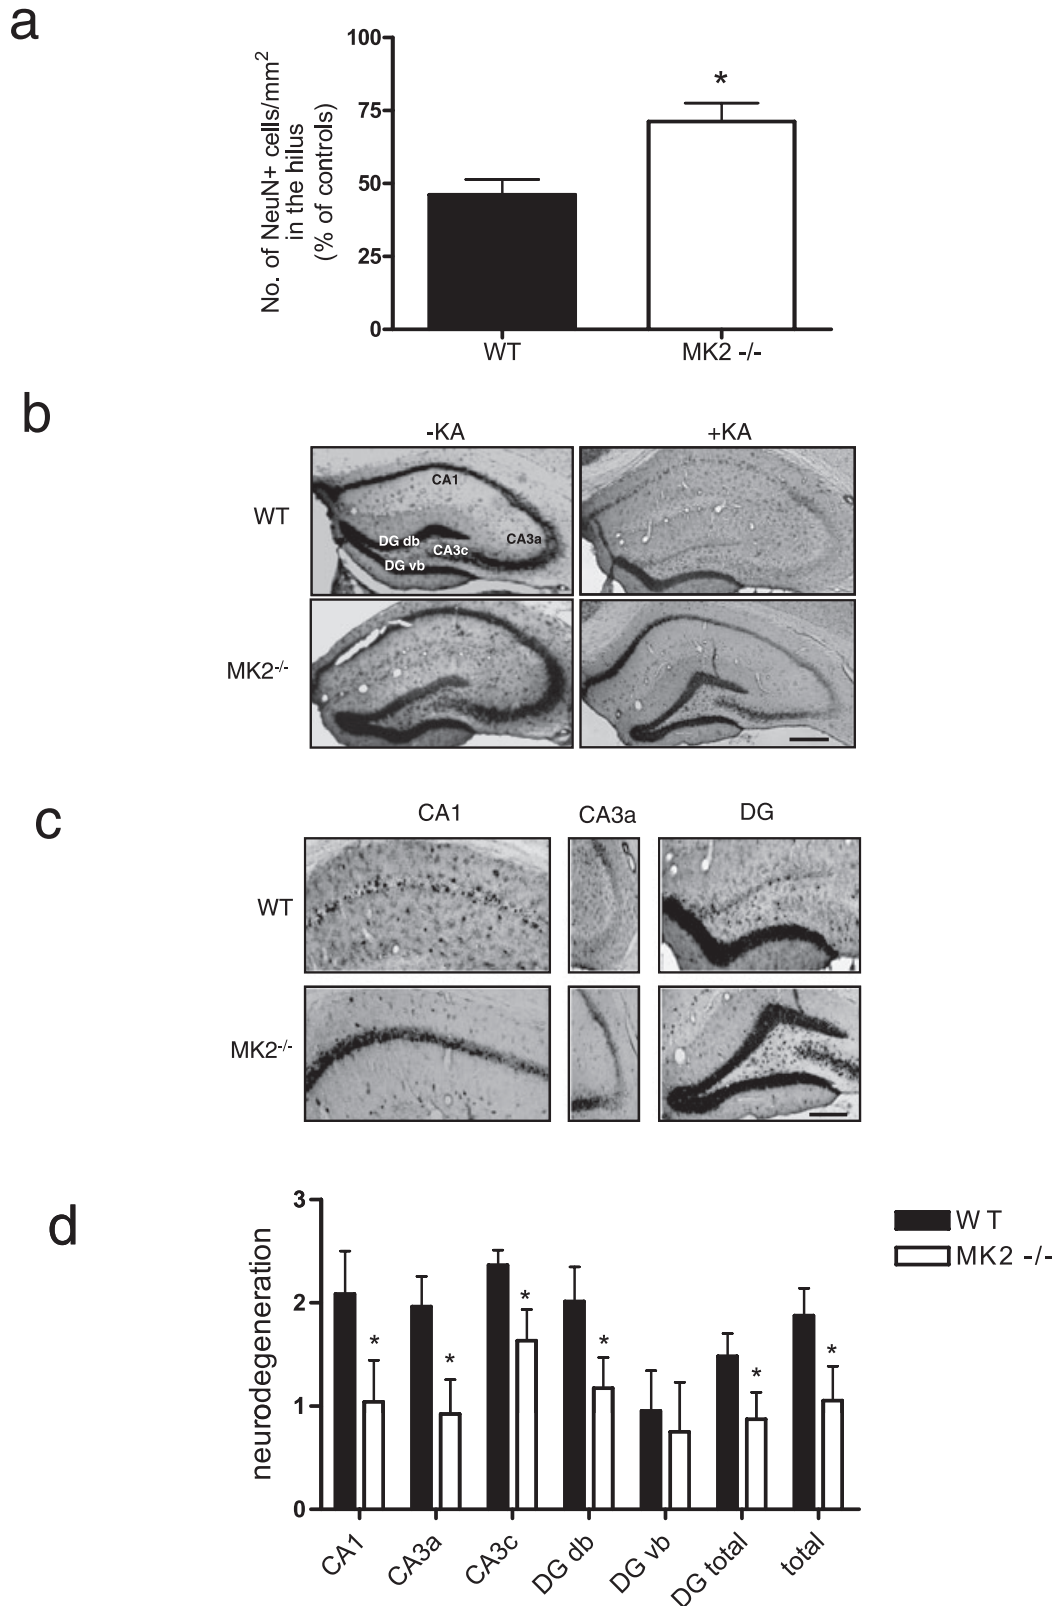 a
No. of NeuN+ cells/mm²
in the hilus
(% of controls)
100
75
50
25
0
*
WT
MK2 -/-
b
-KA
+KA
WT
CA1
DG db
CA3c
CA3a
DG vb
MK2-/-
c
CA1
CA3a
DG
WT
MK2-/-
d
neurodegeneration
3
2
1
0
*
*
*
*
*
*
WT
MK2 -/-
CA1
CA3a
CA3c
DG db
DG vb
DG total
total